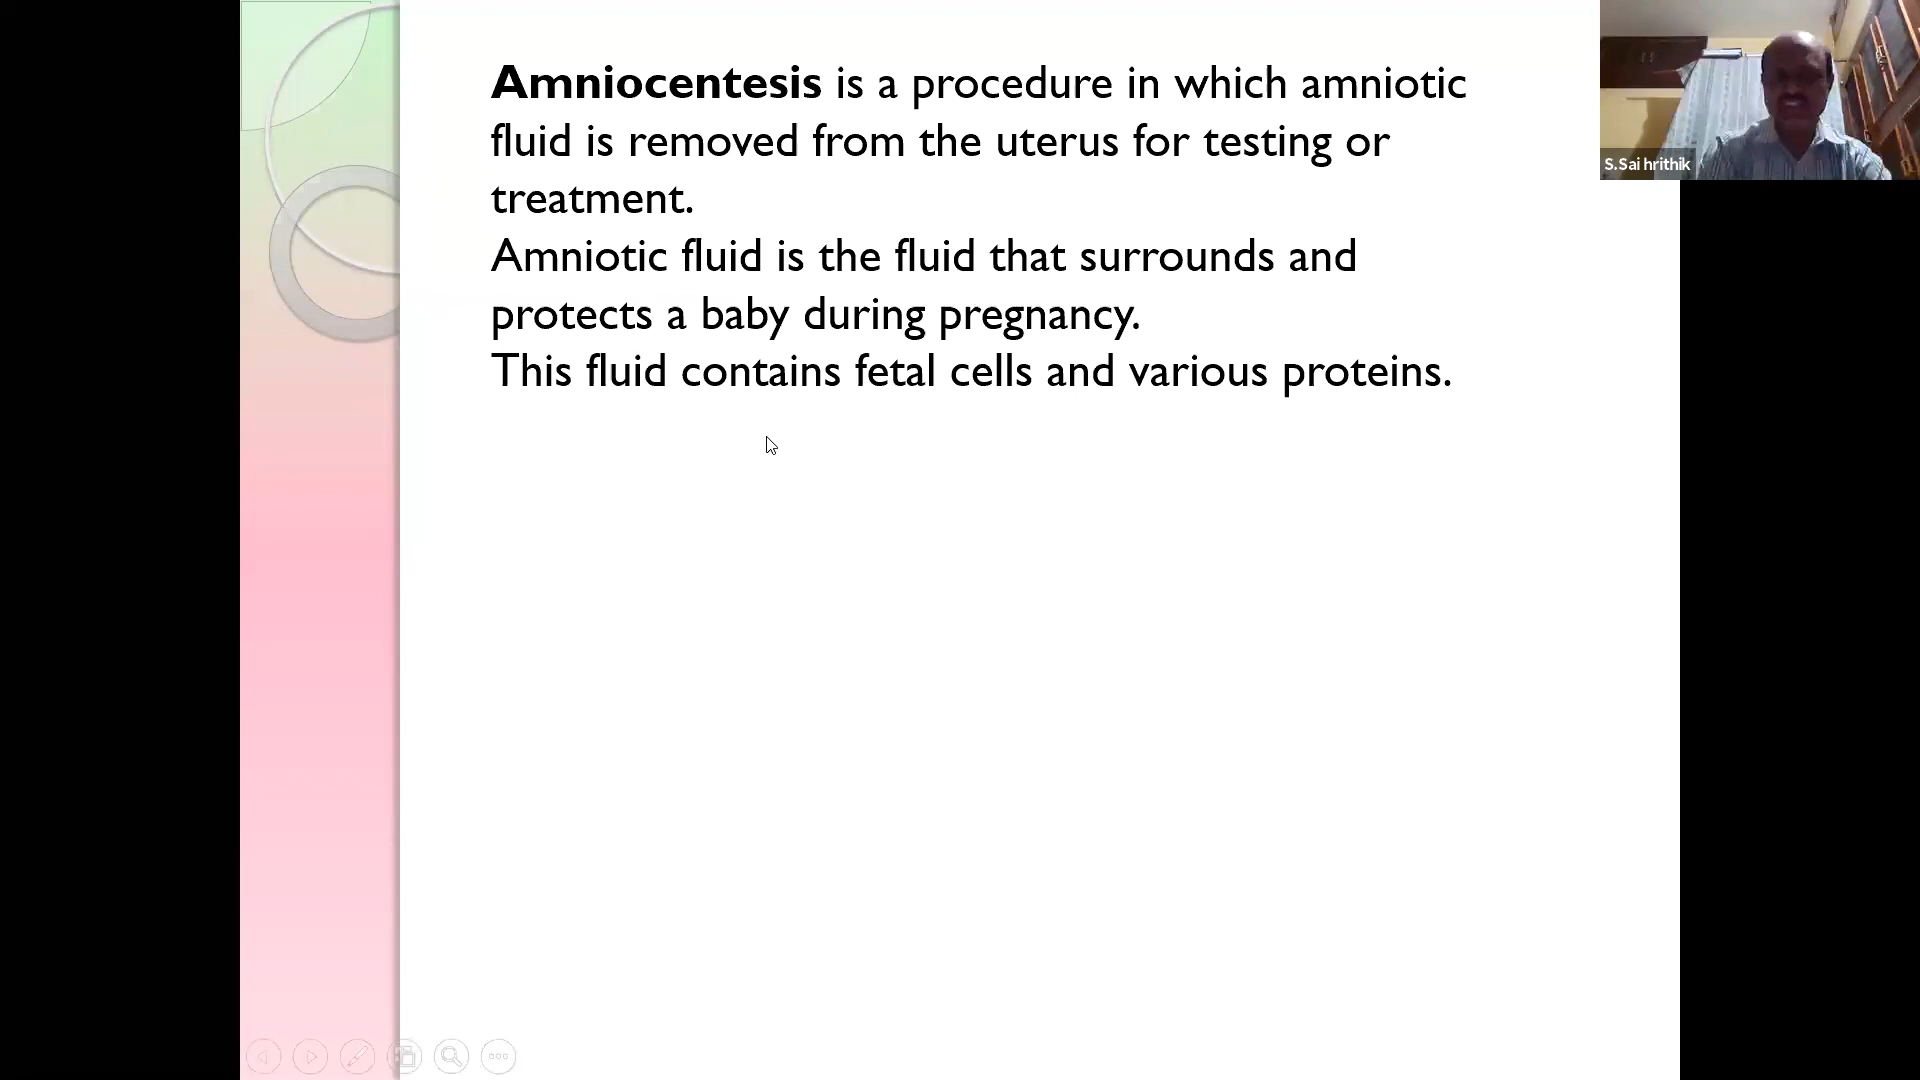 Amniocentesis is a procedure in which amniotic
fluid is removed from the uterus for testing or
treatment.
Amniotic fluid is the fluid that surrounds and
protects a baby during pregnancy.
This fluid contains fetal cells and various proteins.
S.Sai hrithik